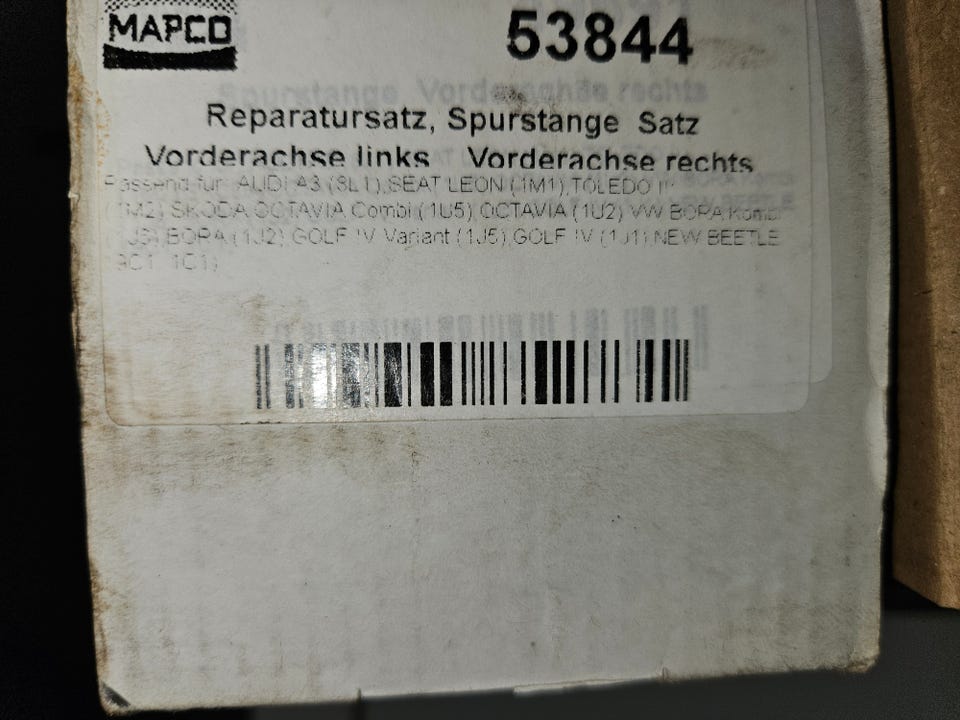 MAPCO
53844
Reparatursatz, Spurstange Satz
Vorderachse links Vorderachse rechts
Passend für: AUDI A3 (8L1),SEAT LEON (1M1),TOLEDO II
(1M2),SKODA OCTAVIA Combi (1U5),OCTAVIA (1U2),VW BORA Kombi
(1J6),BORA (1J2),GOLF IV Variant (1J5),GOLF IV (1J1),NEW BEETLE
9C1, 1C1)